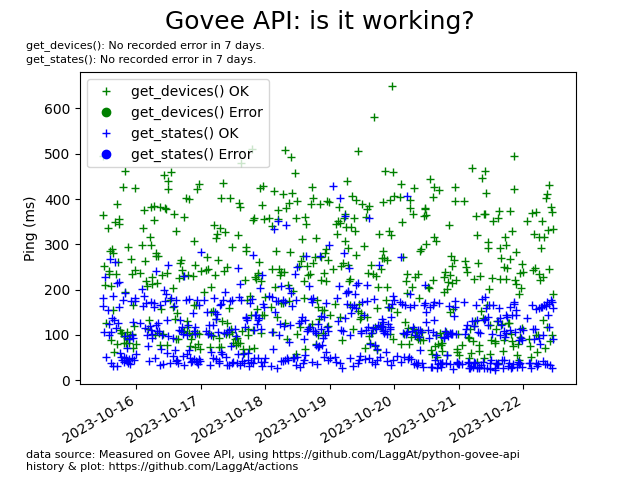 Govee API: is it working?
get_devices(): No recorded error in 7 days.
get_states(): No recorded error in 7 days.
get_devices() OK
get_devices() Error
get_states() OK
get_states() Error
Ping (ms)
600
500
400
300
200
100
0
2023-10-16
2023-10-17
2023-10-18
2023-10-19
2023-10-20
2023-10-21
2023-10-22
data source: Measured on Govee API, using https://github.com/LaggAt/python-govee-api
history & plot: https://github.com/LaggAt/actions